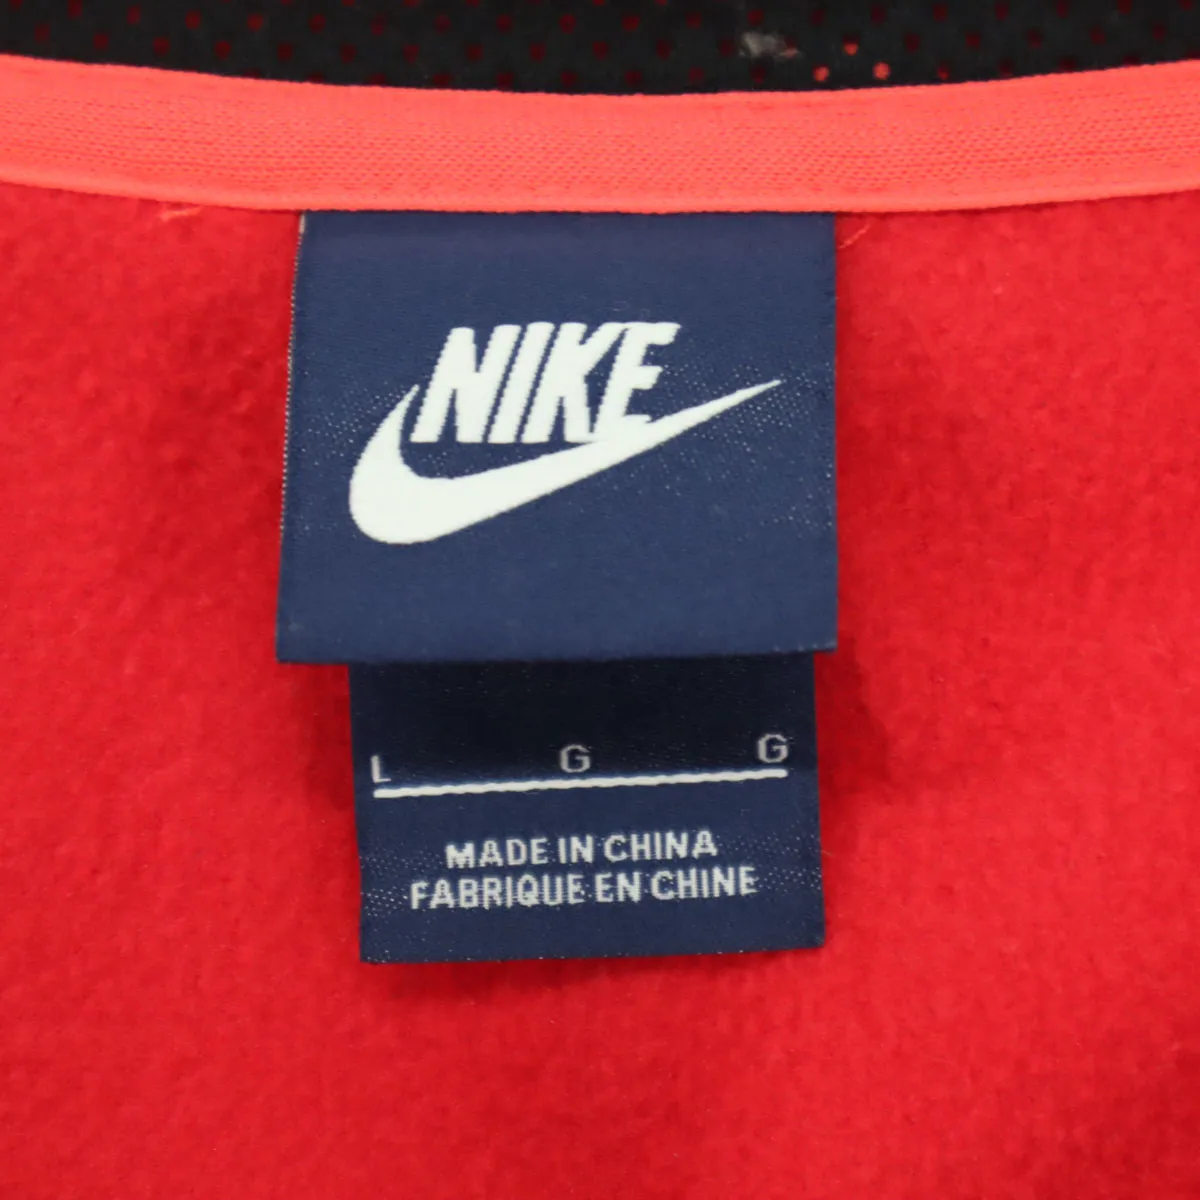 NIKE
L G G
MADE IN CHINA
FABRIQUE EN CHINE